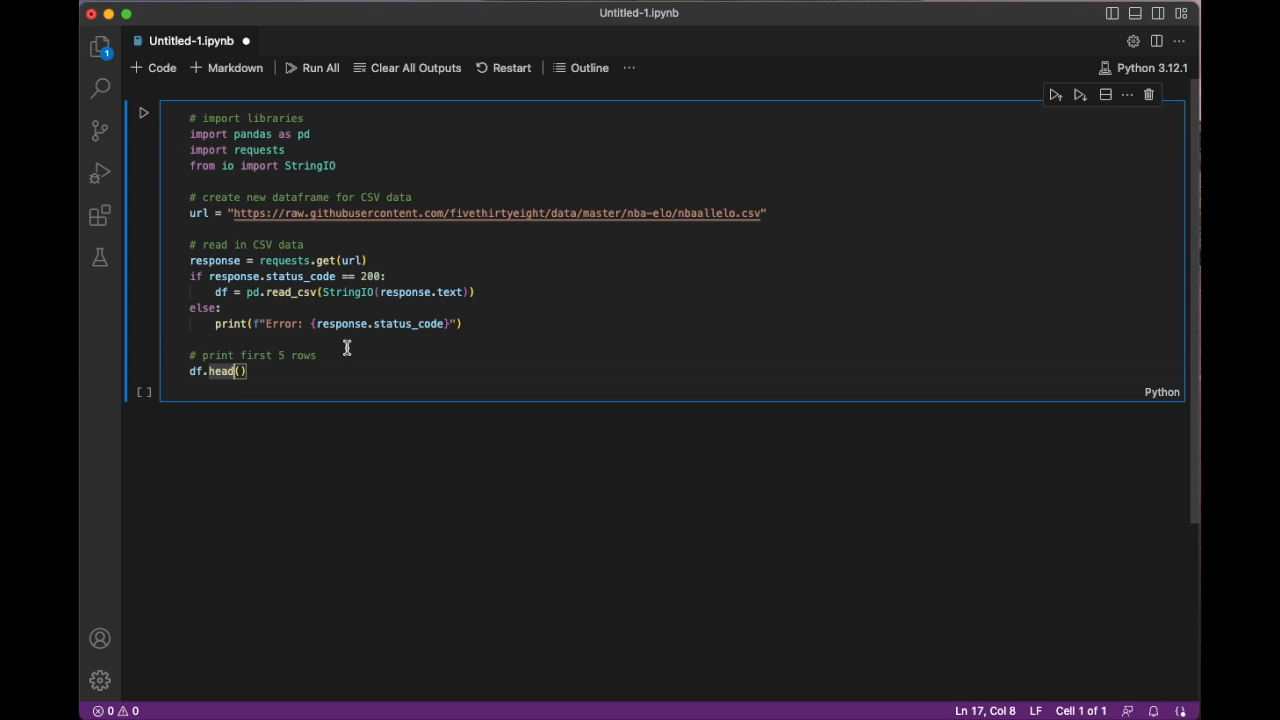 Untitled-1.ipynb
1
Untitled-1.ipynb
Code Markdown Run All Clear All Outputs Restart Outline ... Python 3.12.1
# import libraries
import pandas as pd
import requests
from io import StringIO
# create new dataframe for CSV data
url = "https://raw.githubusercontent.com/fivethirtyeight/data/master/nba-elo/nbaallelo.csv"
# read in CSV data
response = requests.get(url)
if response.status_code == 200:
    df = pd.read_csv(StringIO(response.text))
else:
    print(f"Error: {response.status_code}")
# print first 5 rows
df.head()
[ ] Python
0 0 Ln 17, Col 8 LF Cell 1 of 1